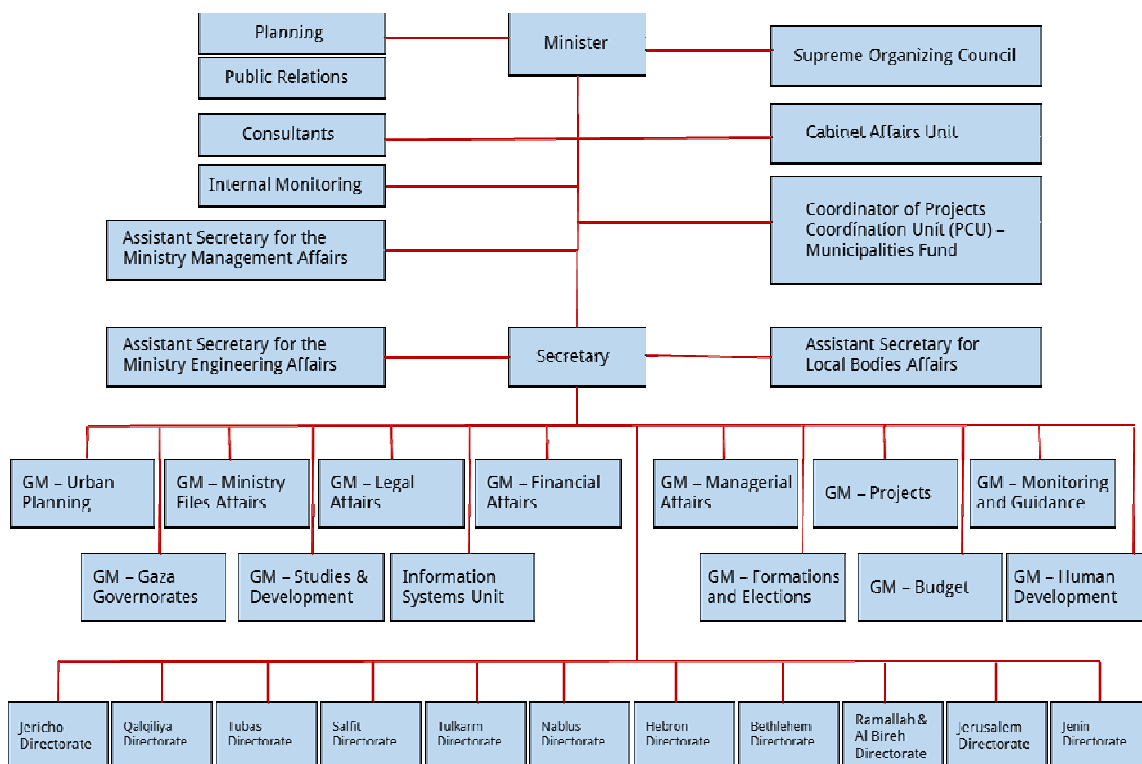 Planning
Minister
Supreme Organizing Council
Public Relations
Consultants
Cabinet Affairs Unit
Internal Monitoring
Coordinator of Projects
Coordination Unit (PCU) –
Municipalities Fund
Assistant Secretary for the
Ministry Management Affairs
Assistant Secretary for the
Ministry Engineering Affairs
Secretary
Assistant Secretary for
Local Bodies Affairs
GM – Urban
Planning
GM – Ministry
Files Affairs
GM – Legal
Affairs
GM – Financial
Affairs
GM – Managerial
Affairs
GM – Projects
GM – Monitoring
and Guidance
GM – Gaza
Governorates
GM – Studies &
Development
Information
Systems Unit
GM – Formations
and Elections
GM – Budget
GM – Human
Development
Jericho
Directorate
Qalqiliya
Directorate
Tubas
Directorate
Salfit
Directorate
Tulkarm
Directorate
Nablus
Directorate
Hebron
Directorate
Bethlehem
Directorate
Ramallah &
Al Bireh
Directorate
Jerusalem
Directorate
Jenin
Directorate